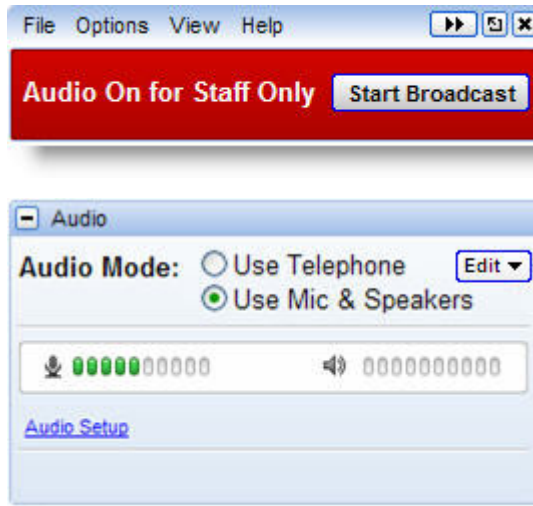 File Options View Help
Audio On for Staff Only Start Broadcast
Audio
Audio Mode: Use Telephone Edit
Use Mic & Speakers
Audio Setup